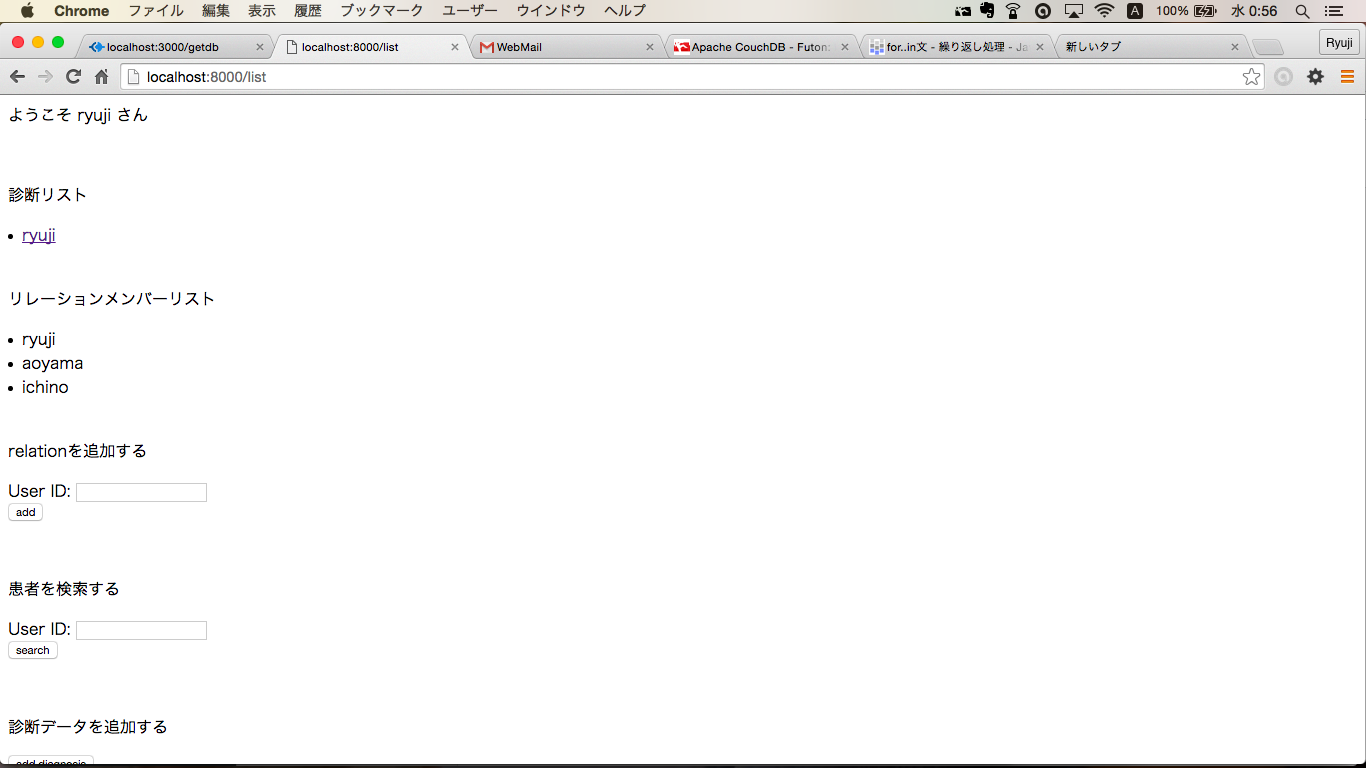 Chrome ファイル 編集 表示 履歴 ブックマーク ユーザー ウインドウ ヘルプ A 100% 水 0:56
localhost:3000/getdb localhost:8000/list WebMail Apache CouchDB - Futon: for..in文 - 繰り返し処理 - Ja 新しいタブ Ryuji
localhost:8000/list
ようこそ ryuji さん
診断リスト
ryuji
リレーションメンバーリスト
ryuji
aoyama
ichino
relationを追加する
User ID:
add
患者を検索する
User ID:
search
診断データを追加する
add diagnosis